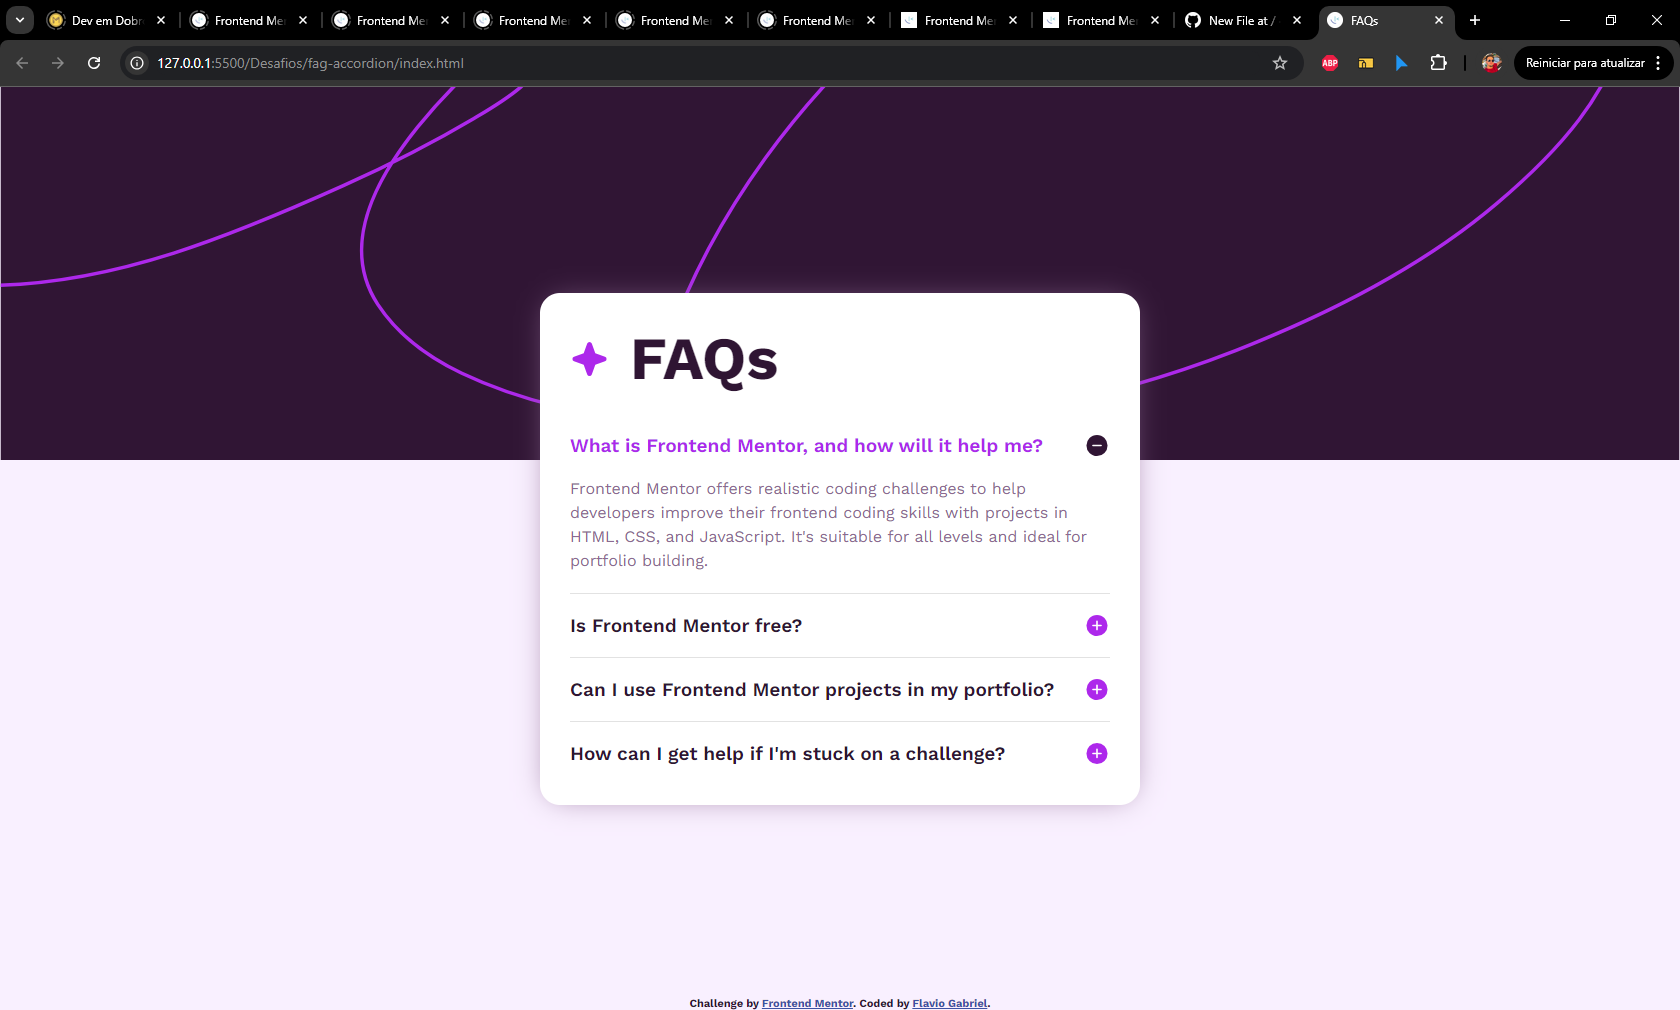 Dev em Dobr
Frontend Me
Frontend Me
Frontend Me
Frontend Me
Frontend Me
Frontend Me
Frontend Me
New File at /
FAQs
127.0.0.1:5500/Desafios/fag-accordion/index.html
ABP
Reiniciar para atualizar
FAQs
What is Frontend Mentor, and how will it help me?
Frontend Mentor offers realistic coding challenges to help
developers improve their frontend coding skills with projects in
HTML, CSS, and JavaScript. It's suitable for all levels and ideal for
portfolio building.
Is Frontend Mentor free?
Can I use Frontend Mentor projects in my portfolio?
How can I get help if I'm stuck on a challenge?
Challenge by Frontend Mentor. Coded by Flavio Gabriel.